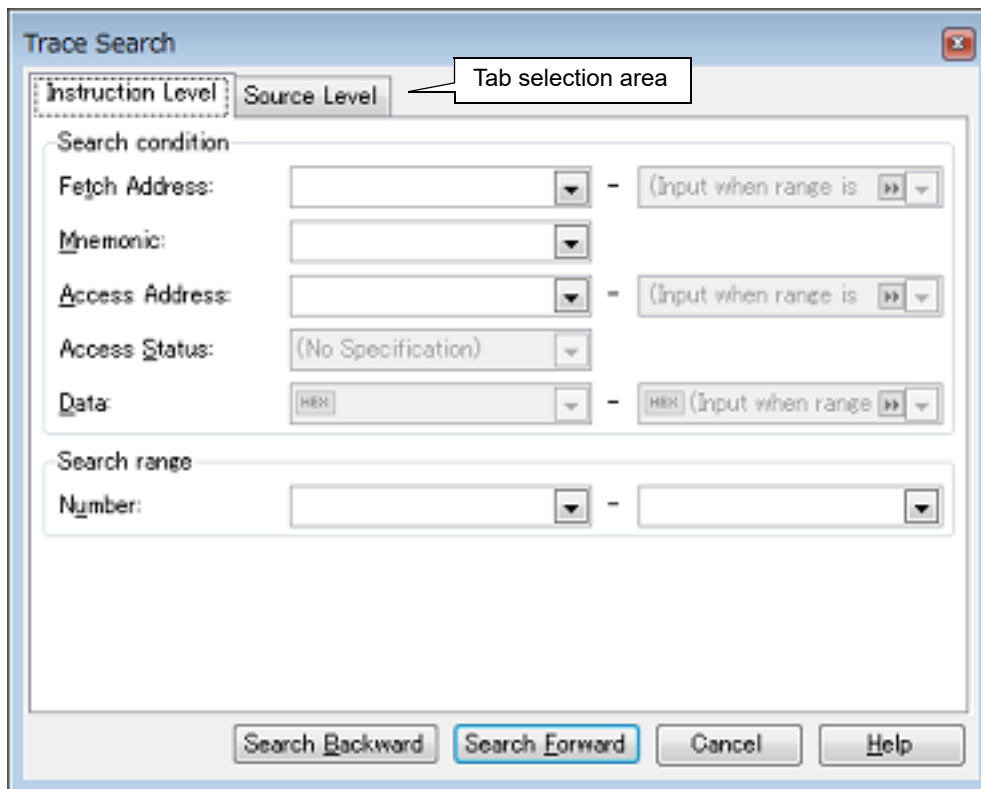 Trace Search
Instruction Level Source Level Tab selection area
Search condition
Fetch Address: - (Input when range is
Mnemonic:
Access Address: - (Input when range is
Access Status: (No Specification)
Data: HEX - HEX (Input when range
Search range
Number: -
Search Backward Search Forward Cancel Help